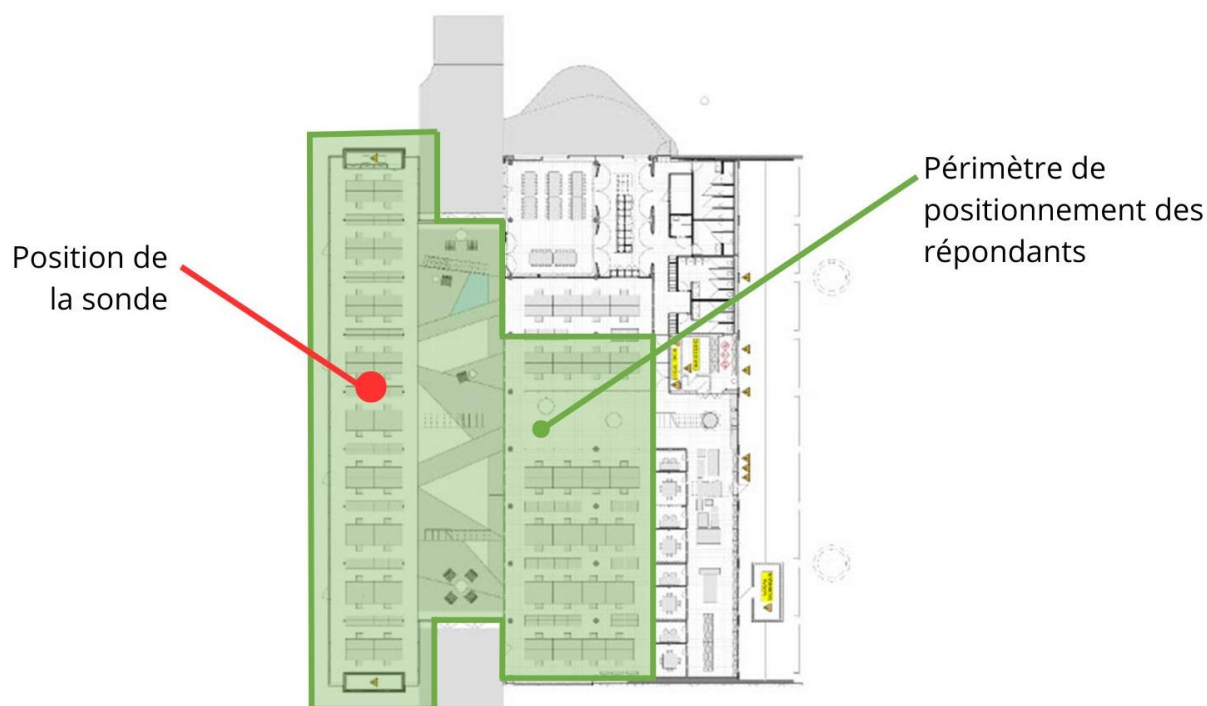 Position de
la sonde
Périmètre de
positionnement des
répondants